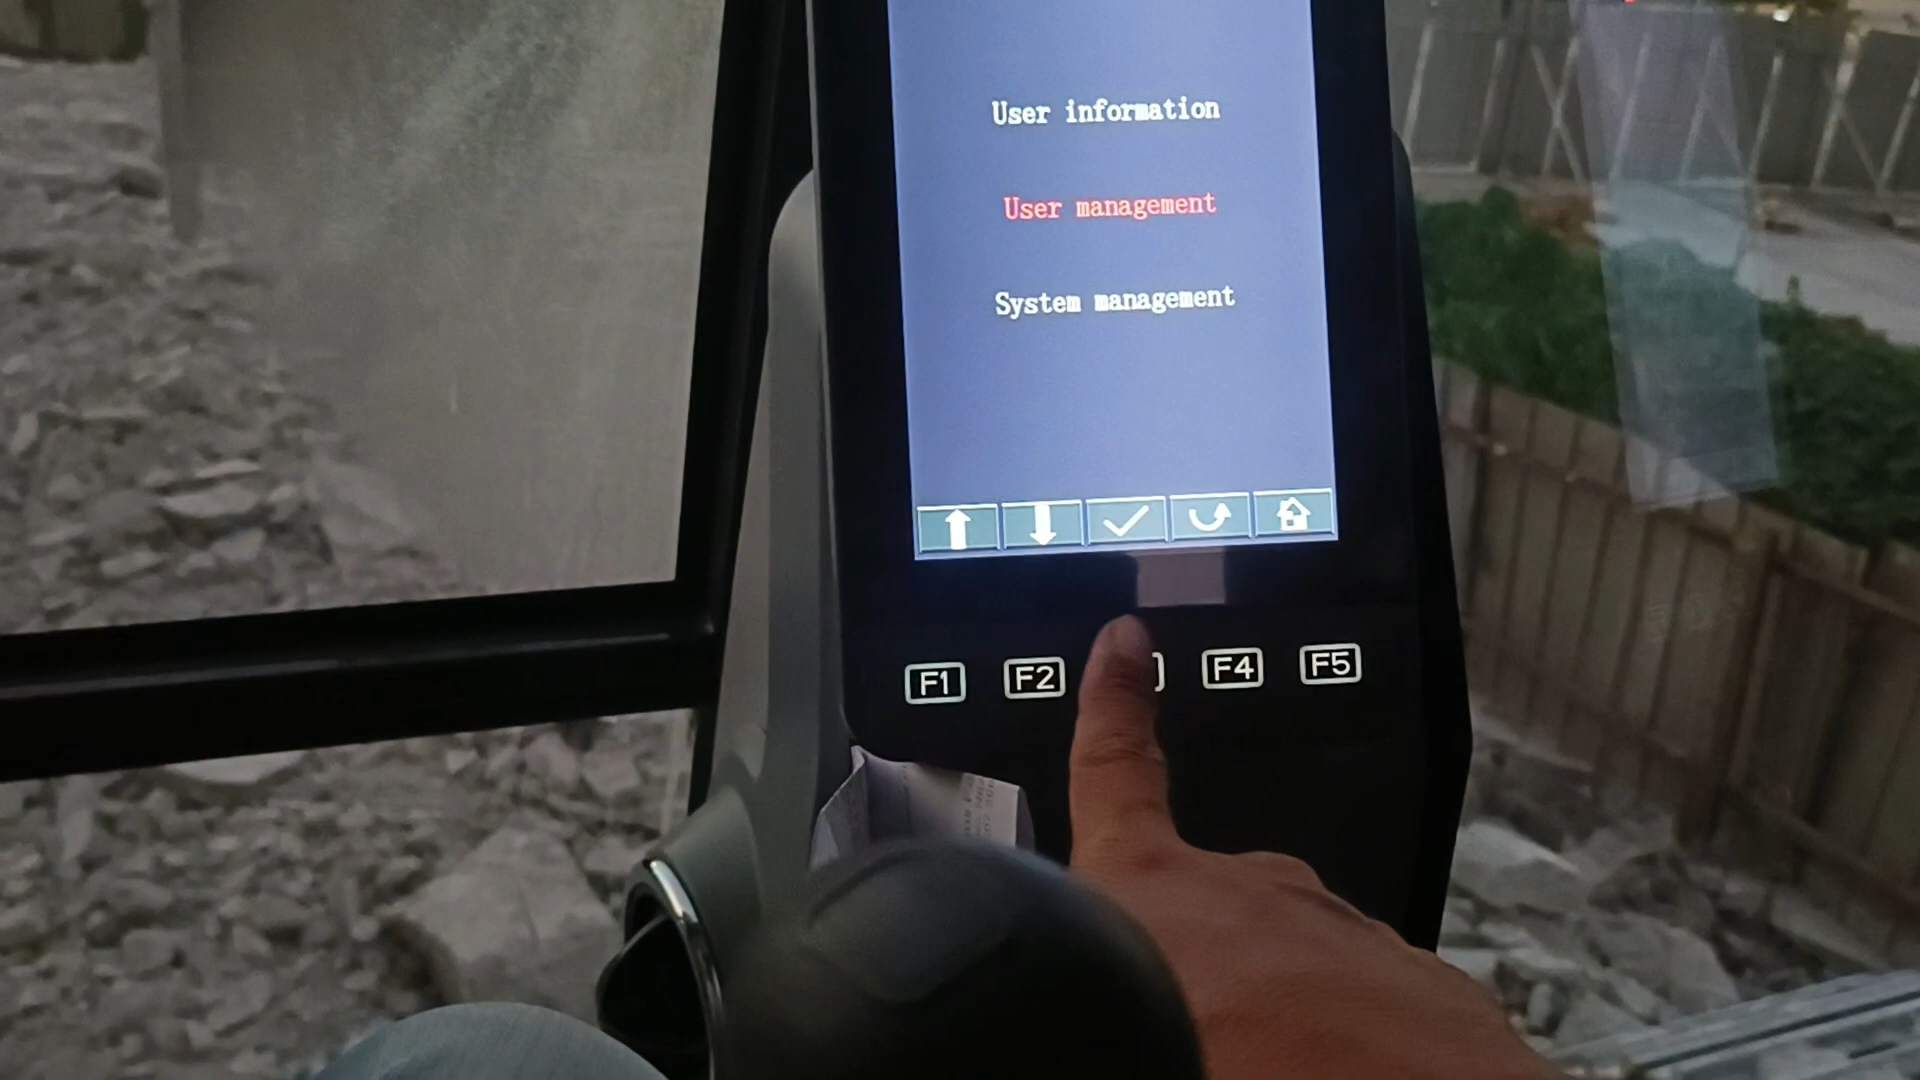 User information
User management
System management
F1 F2 F4 F5